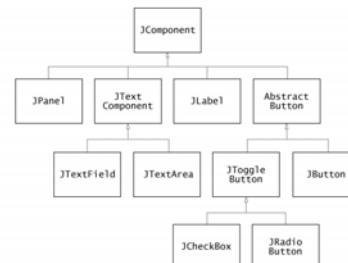 JComponent
JPanel
JText
Component
JLabel
Abstract
Button
JTextField
JTextArea
JToggle
Button
JButton
JCheckBox
JRadio
Button